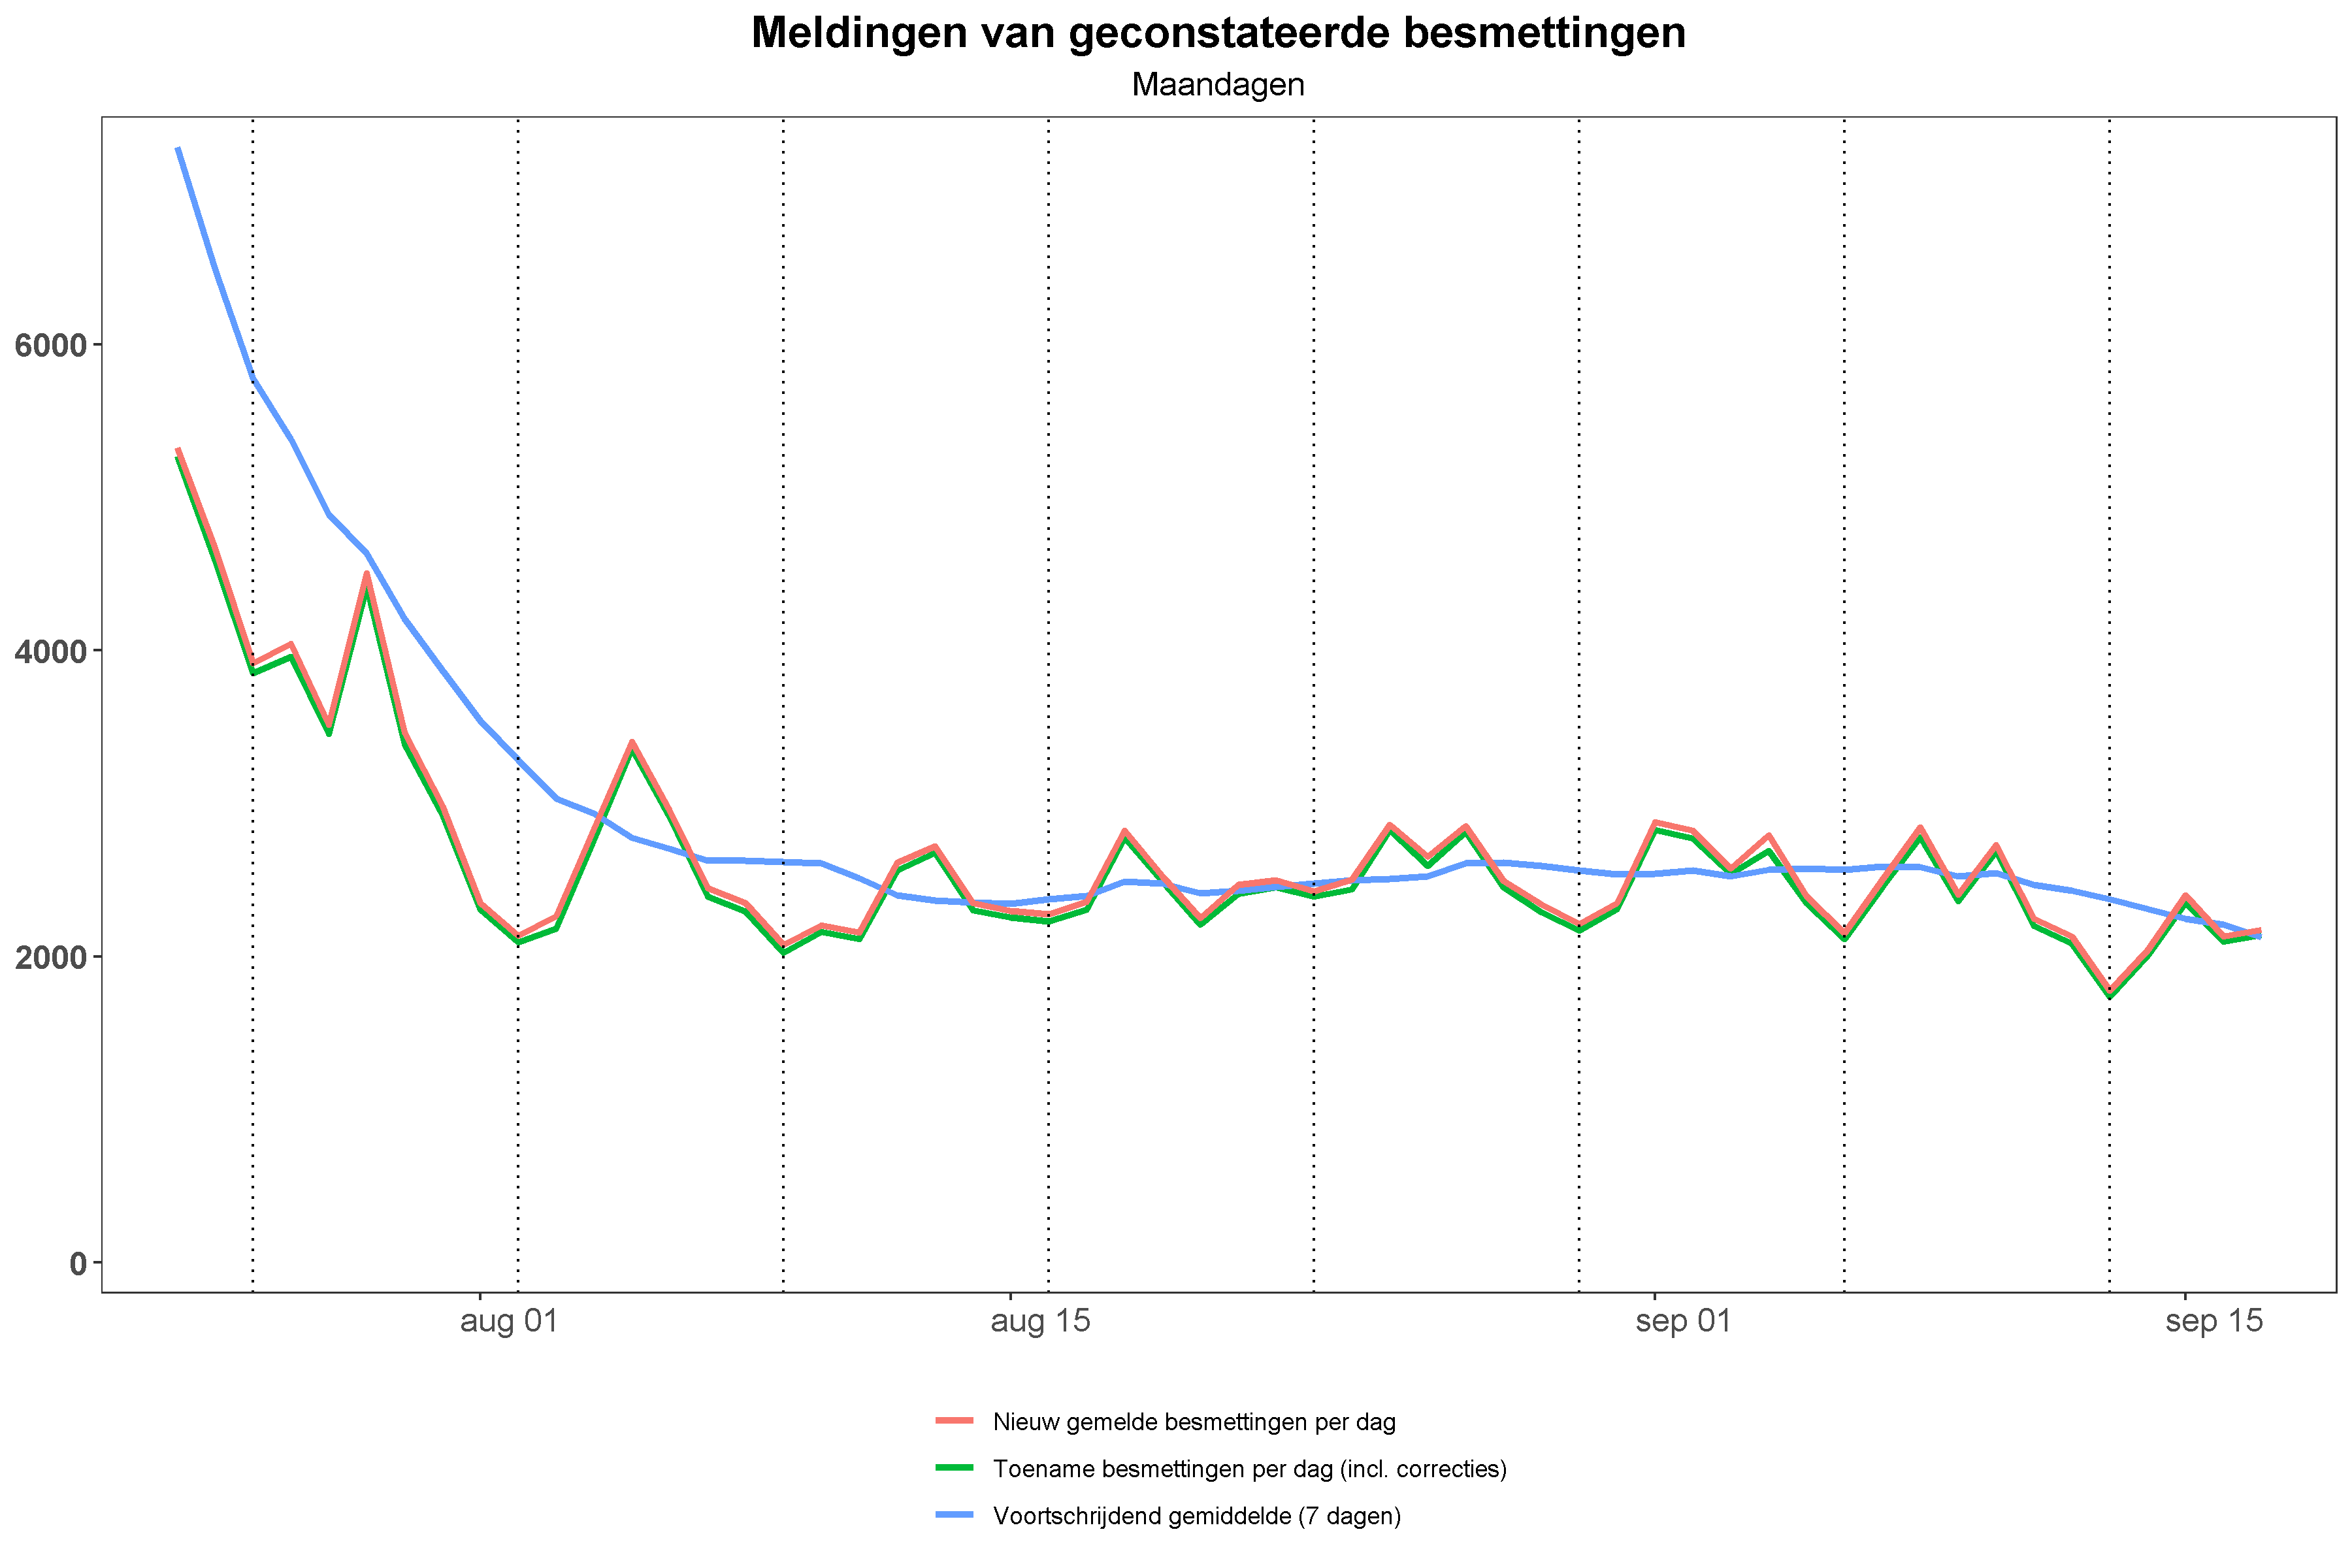 Meldingen van geconstateerde besmettingen
Maandagen
6000
4000
2000
0
aug 01
aug 15
sep 01
sep 15
Nieuw gemelde besmettingen per dag
Toename besmettingen per dag (incl. correcties)
Voortschrijdend gemiddelde (7 dagen)